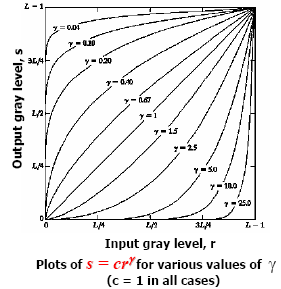 L − 1
γ = 0.04
γ = 0.10
γ = 0.20
3L/4
γ = 0.40
γ = 0.67
L/2
γ = 1
γ = 1.5
γ = 2.5
L/4
γ = 5.0
γ = 10.0
γ = 25.0
0
0 L/4 L/2 3L/4 L − 1
Output gray level, s
Input gray level, r
Plots of s = crᵞ for various values of γ
(c = 1 in all cases)